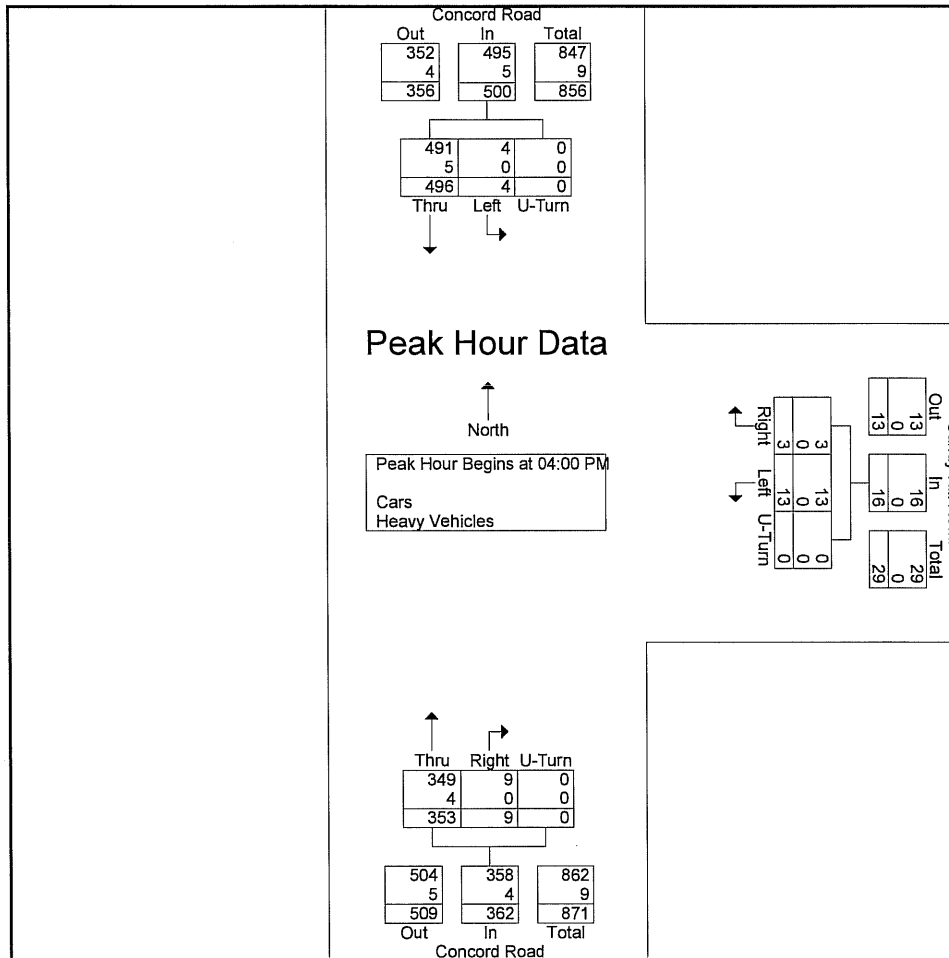 Concord Road
Out In Total
352 495 847
4 5 9
356 500 856
491 4 0
5 0 0
496 4 0
Thru Left U-Turn
Peak Hour Data
North
Peak Hour Begins at 04:00 PM
Cars
Heavy Vehicles
Out In Total
13 16 29
0 0 0
13 16 29
3 13 0
0 0 0
3 13 0
Right Left U-Turn
Thru Right U-Turn
349 9 0
4 0 0
353 9 0
504 358 862
5 4 9
509 362 871
Out In Total
Concord Road